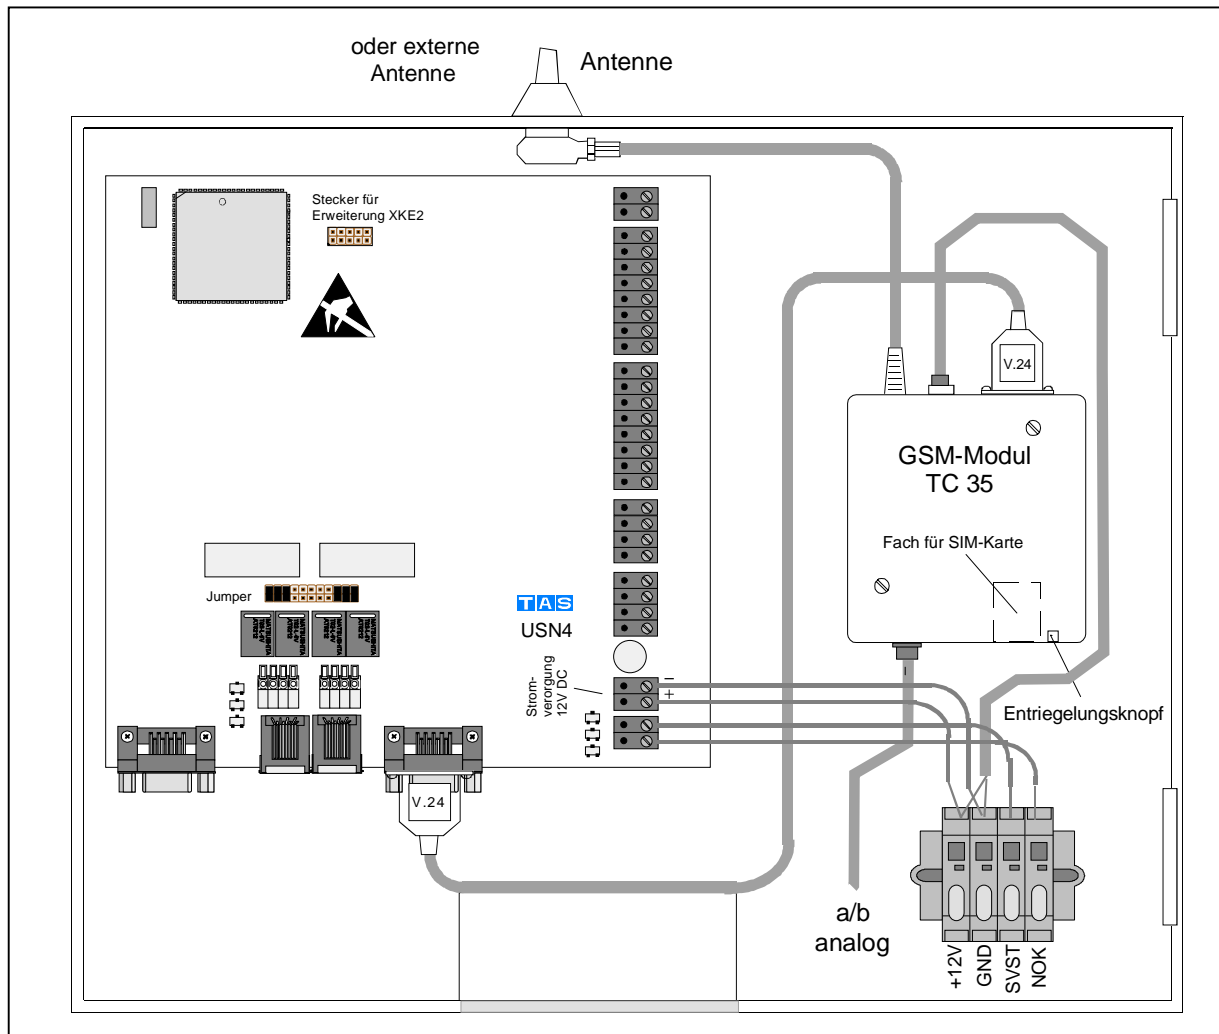 oder externe
Antenne
Antenne
Stecker für
Erweiterung XKE2
V.24
GSM-Modul
TC 35
Fach für SIM-Karte
Jumper
TAS
USN4
Strom-
verorgung
12V DC
−
+
Entriegelungsknopf
V.24
a/b
analog
+12V
GND
SVST
NOK